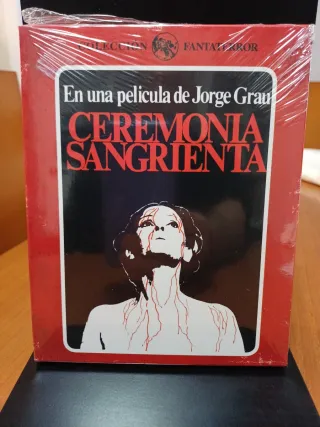 COLECCIÓN FANTATERROR
En una película de Jorge Grau
CEREMONIA
SANGRIENTA